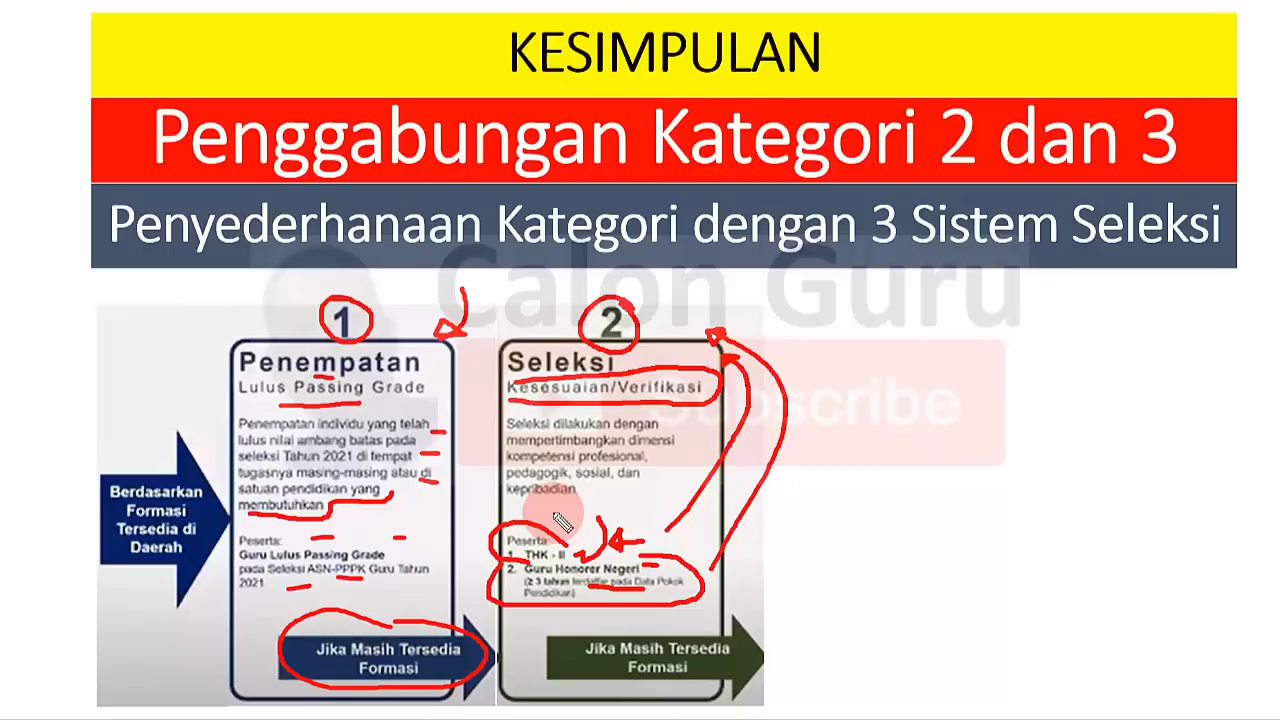 KESIMPULAN
Penggabungan Kategori 2 dan 3
Penyederhanaan Kategori dengan 3 Sistem Seleksi
Calon Guru
Subscribe
Berdasarkan
Formasi
Tersedia di
Daerah
1
Penempatan
Lulus Passing Grade
Penempatan individu yang telah
lulus nilai ambang batas pada
seleksi Tahun 2021 di tempat
tugasnya masing-masing atau di
satuan pendidikan yang
membutuhkan
Peserta:
Guru Lulus Passing Grade
pada Seleksi ASN-PPPK Guru Tahun
2021
Jika Masih Tersedia
Formasi
2
Seleksi
Kesesuaian/Verifikasi
Seleksi dilakukan dengan
mempertimbangkan dimensi
kompetensi profesional,
pedagogik, sosial, dan
kepribadian
Peserta:
1. THK - II
2. Guru Honorer Negeri
(≥ 3 tahun terdaftar pada Data Pokok
Pendidikan)
Jika Masih Tersedia
Formasi